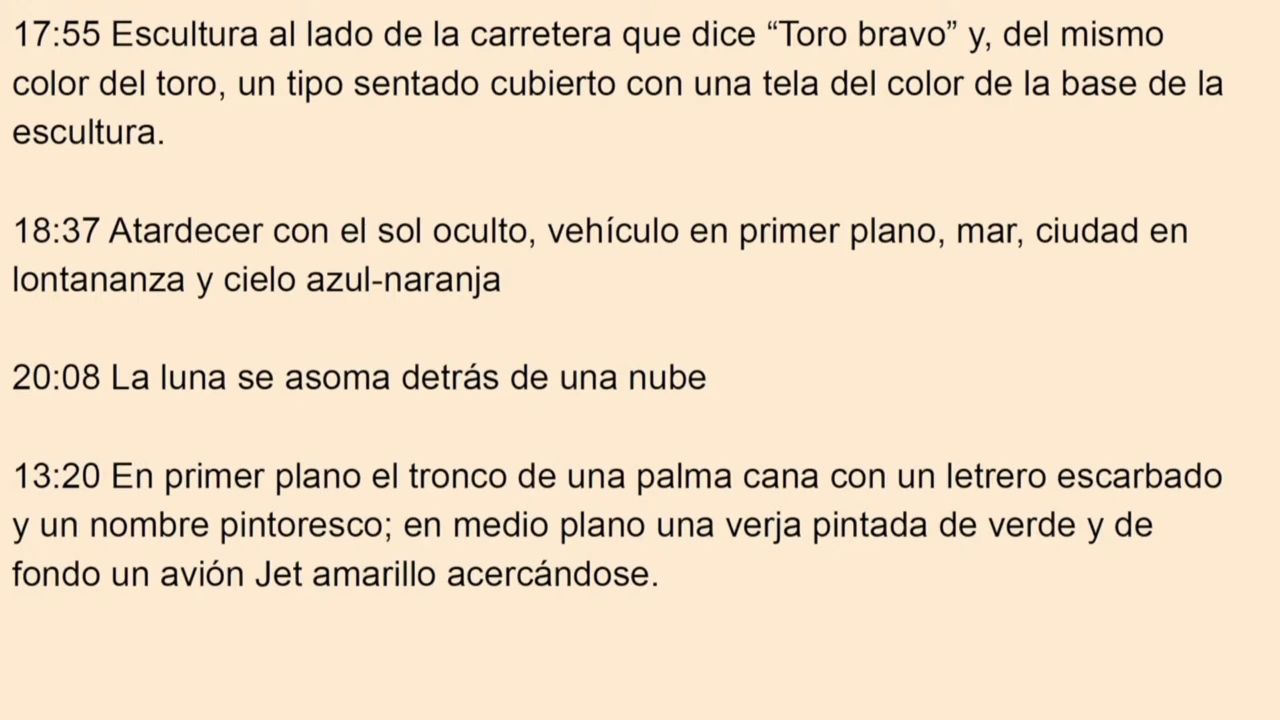 17:55 Escultura al lado de la carretera que dice “Toro bravo” y, del mismo
color del toro, un tipo sentado cubierto con una tela del color de la base de la
escultura.
18:37 Atardecer con el sol oculto, vehículo en primer plano, mar, ciudad en
lontananza y cielo azul-naranja
20:08 La luna se asoma detrás de una nube
13:20 En primer plano el tronco de una palma cana con un letrero escarbado
y un nombre pintoresco; en medio plano una verja pintada de verde y de
fondo un avión Jet amarillo acercándose.